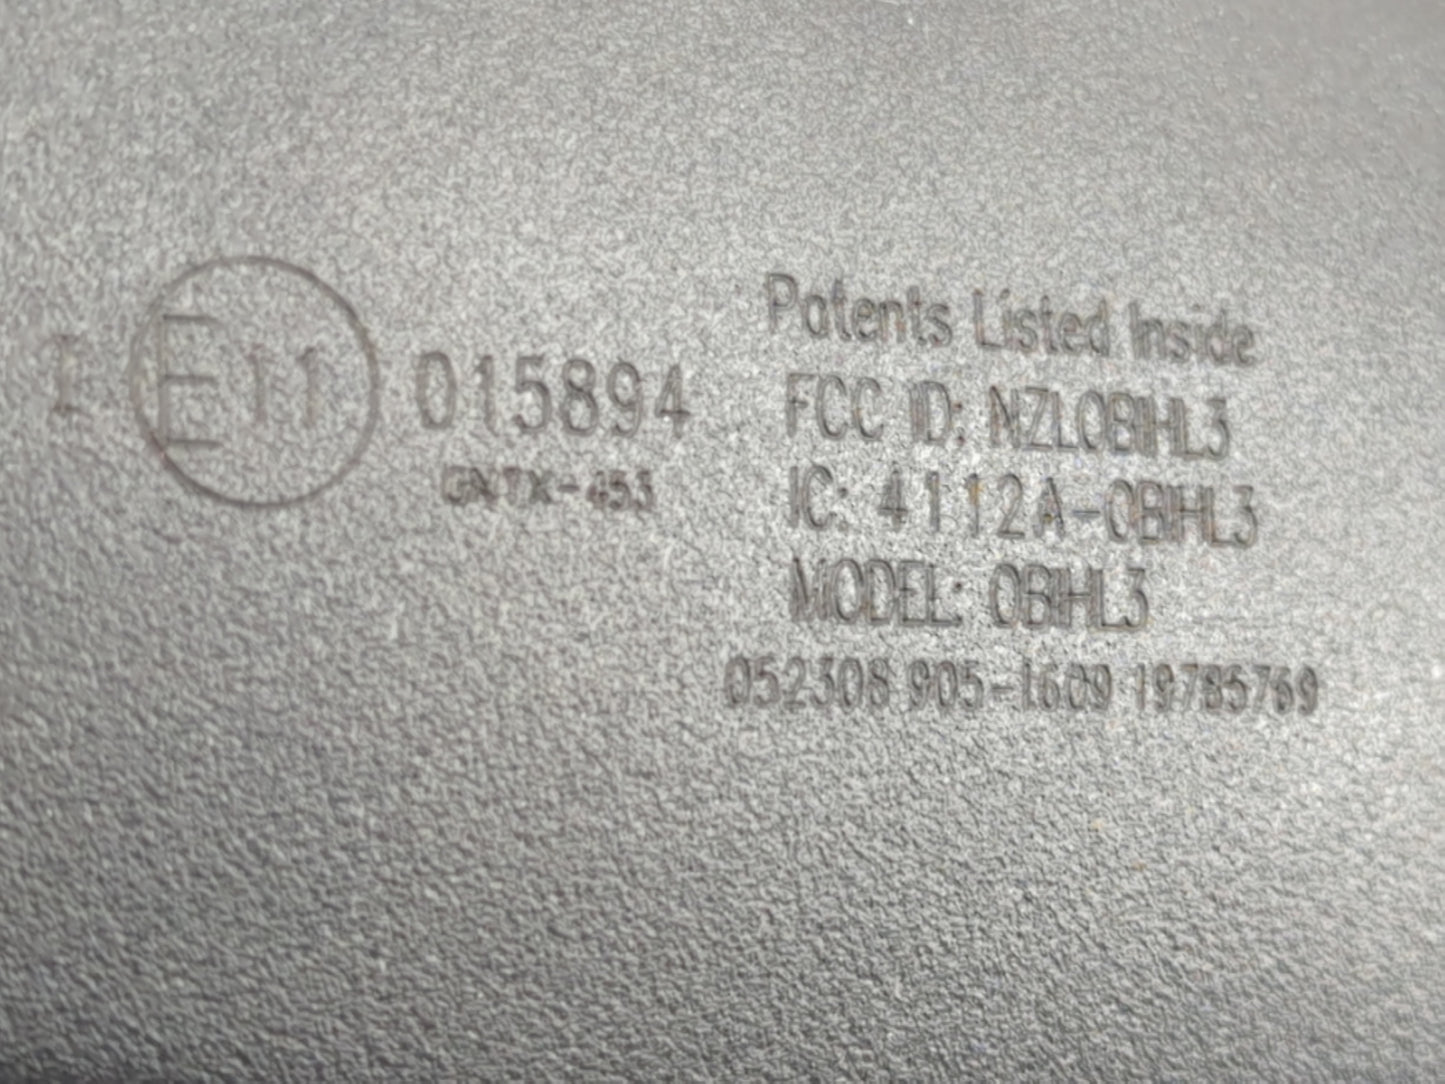 I E11 015894
GNTX-453
Patents Listed Inside
FCC ID: NZLOBIHL3
IC: 4112A-OBIHL3
MODEL: OBIHL3
052308 905-1609 19785769